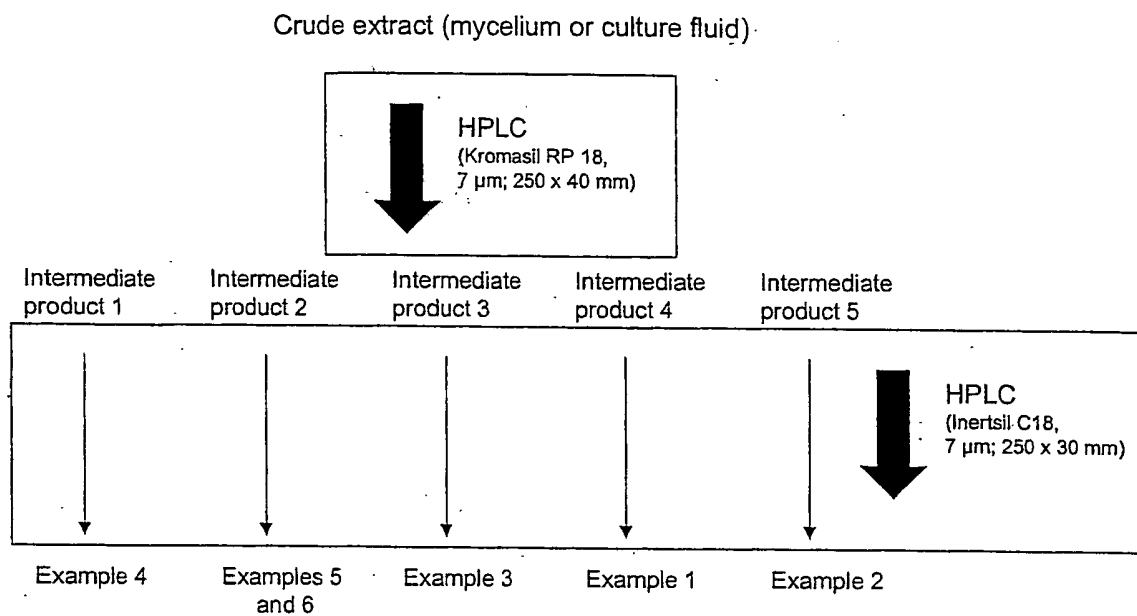 Crude extract (mycelium or culture fluid)
HPLC
(Kromasil RP 18,
7 µm; 250 x 40 mm)
Intermediate
product 1
Intermediate
product 2
Intermediate
product 3
Intermediate
product 4
Intermediate
product 5
HPLC
(Inertsil C18,
7 µm; 250 x 30 mm)
Example 4
Examples 5
and 6
Example 3
Example 1
Example 2